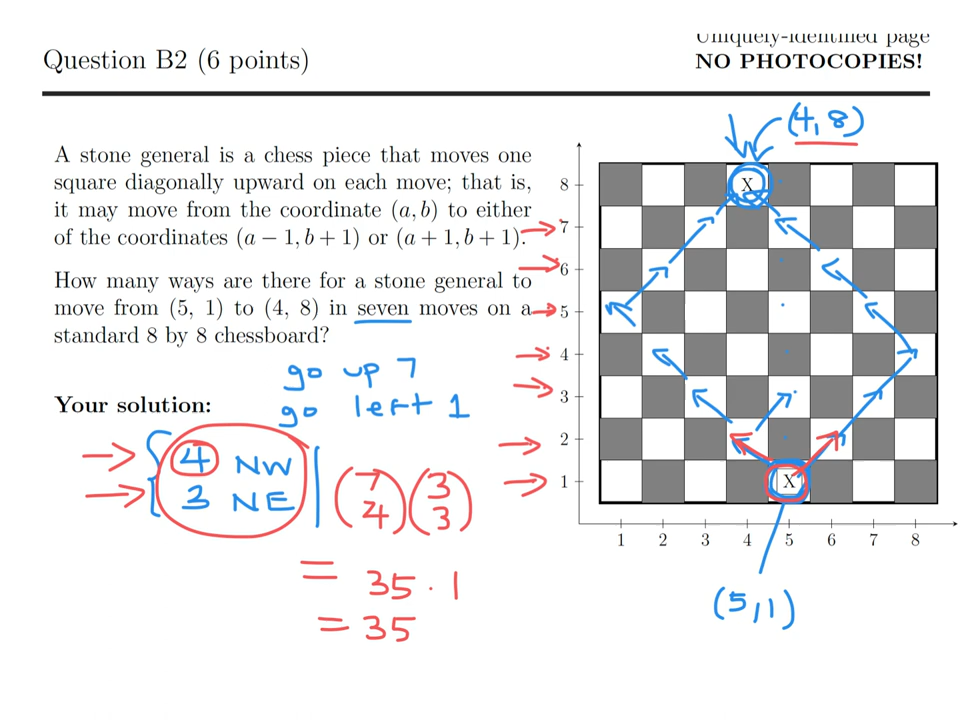 Uniquely-identified page
Question B2 (6 points)
NO PHOTOCOPIES!
A stone general is a chess piece that moves one
square diagonally upward on each move; that is,
it may move from the coordinate (a, b) to either
of the coordinates (a − 1, b + 1) or (a + 1, b + 1).
How many ways are there for a stone general to
move from (5, 1) to (4, 8) in seven moves on a
standard 8 by 8 chessboard?
go up 7
go left 1
Your solution:
4 NW
3 NE
(7 4)(3 3)
= 35 · 1
= 35
(4, 8)
8
7
6
5
4
3
2
1
X
X
1 2 3 4 5 6 7 8
(5,1)